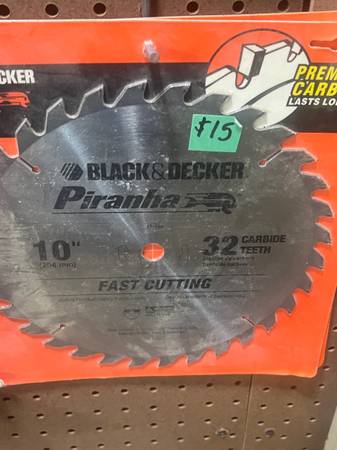 DECKER
PREM
CARB
LASTS LO
$15
BLACK&DECKER
Piranha
10"
32 CARBIDE TEETH
FAST CUTTING